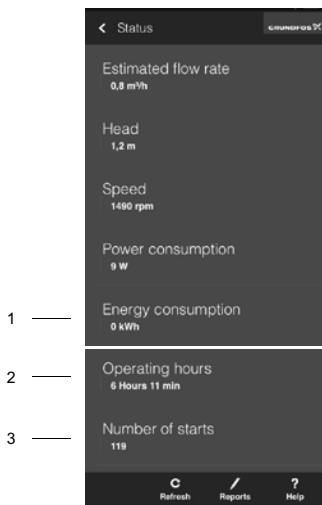 Status
GRUNDFOS
Estimated flow rate
0,8 m³/h
Head
1,2 m
Speed
1490 rpm
Power consumption
9 W
1
Energy consumption
0 kWh
2
Operating hours
6 Hours 11 min
3
Number of starts
119
Refresh
Reports
?
Help